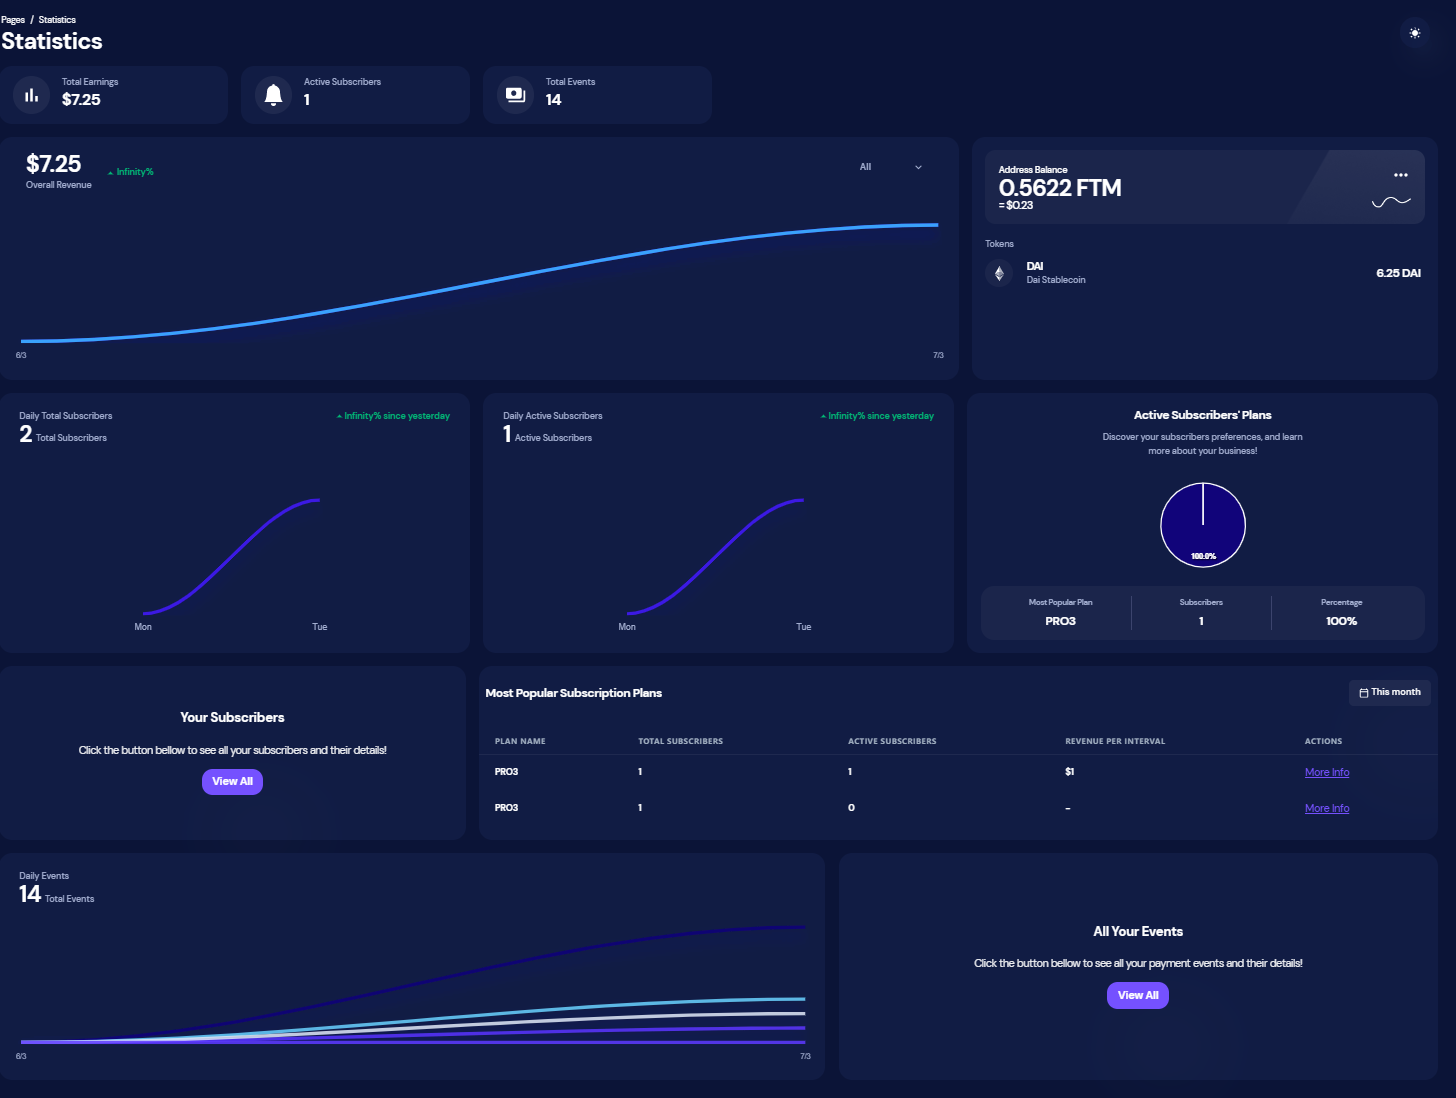 Pages / Statistics
Statistics
Total Earnings
$7.25
Active Subscribers
1
Total Events
14
$7.25
Infinity%
Overall Revenue
All
6/3
7/3
Address Balance
0.5622 FTM
= $0.23
Tokens
DAI
Dai Stablecoin
6.25 DAI
Daily Total Subscribers
Infinity% since yesterday
2 Total Subscribers
Mon
Tue
Daily Active Subscribers
Infinity% since yesterday
1 Active Subscribers
Mon
Tue
Active Subscribers' Plans
Discover your subscribers preferences, and learn
more about your business!
100.0%
Most Popular Plan
PRO3
Subscribers
1
Percentage
100%
Your Subscribers
Click the button bellow to see all your subscribers and their details!
View All
Most Popular Subscription Plans
This month
PLAN NAME TOTAL SUBSCRIBERS ACTIVE SUBSCRIBERS REVENUE PER INTERVAL ACTIONS
PRO3 1 1 $1 More Info
PRO3 1 0 - More Info
Daily Events
14 Total Events
6/3
7/3
All Your Events
Click the button bellow to see all your payment events and their details!
View All